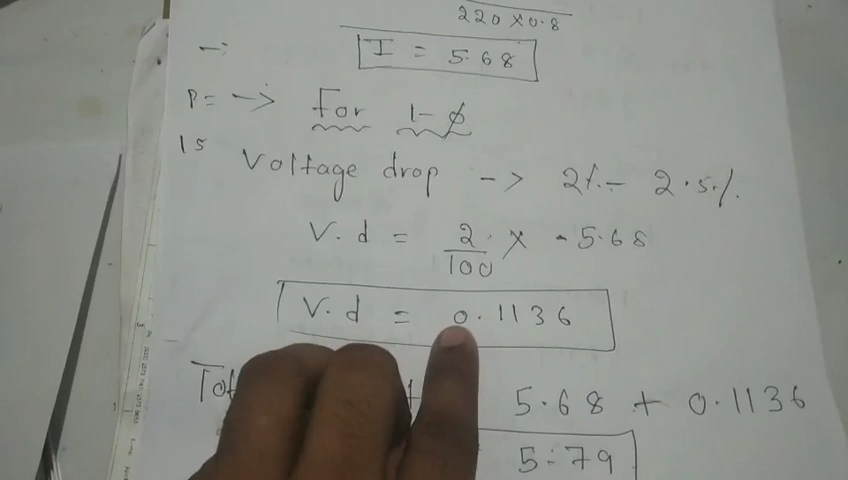 220 X 0.8
I = 5.68
P = -> For 1-ϕ
15
Voltage drop -> 2% - 2.5%
V.d = 2/100 X - 5.68
V.d = 0.1136
5.68 + 0.1136
5.79